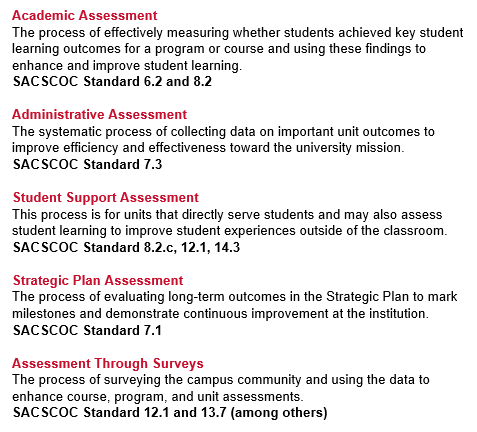 Academic Assessment
The process of effectively measuring whether students achieved key student
learning outcomes for a program or course and using these findings to
enhance and improve student learning.
SACSCOC Standard 6.2 and 8.2
Administrative Assessment
The systematic process of collecting data on important unit outcomes to
improve efficiency and effectiveness toward the university mission.
SACSCOC Standard 7.3
Student Support Assessment
This process is for units that directly serve students and may also assess
student learning to improve student experiences outside of the classroom.
SACSCOC Standard 8.2.c, 12.1, 14.3
Strategic Plan Assessment
The process of evaluating long-term outcomes in the Strategic Plan to mark
milestones and demonstrate continuous improvement at the institution.
SACSCOC Standard 7.1
Assessment Through Surveys
The process of surveying the campus community and using the data to
enhance course, program, and unit assessments.
SACSCOC Standard 12.1 and 13.7 (among others)